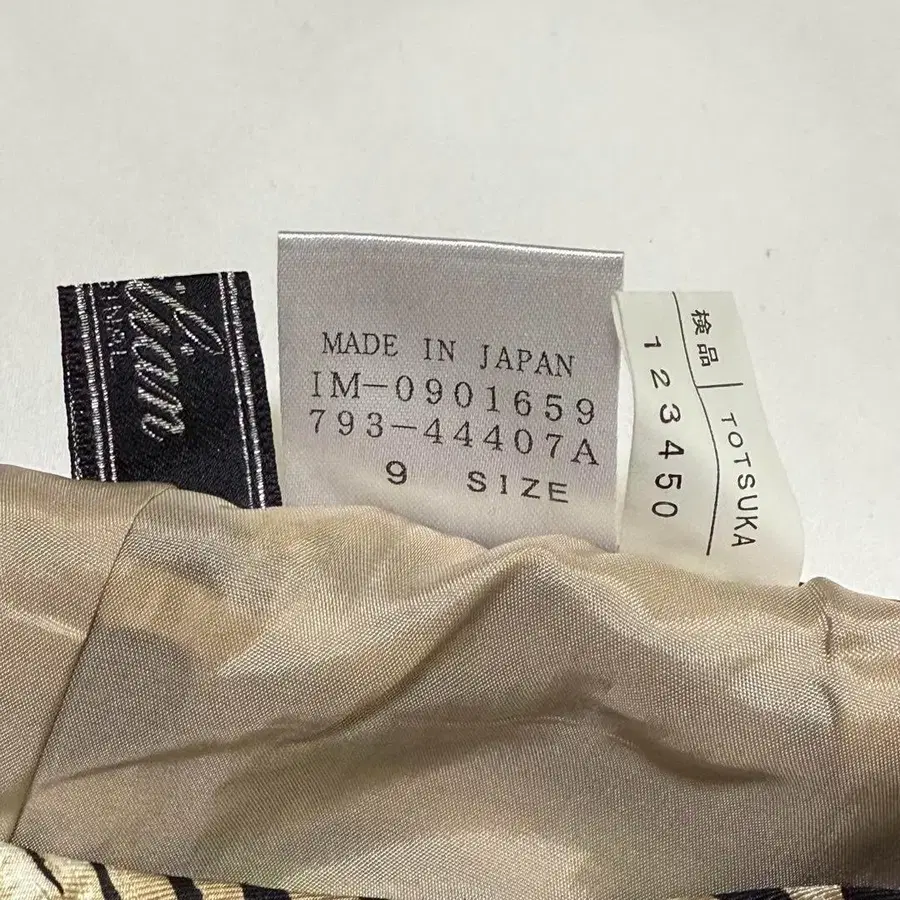 MADE IN JAPAN
IM-0901659
793-44407A
9 SIZE
検品 TOTSUKA
123450